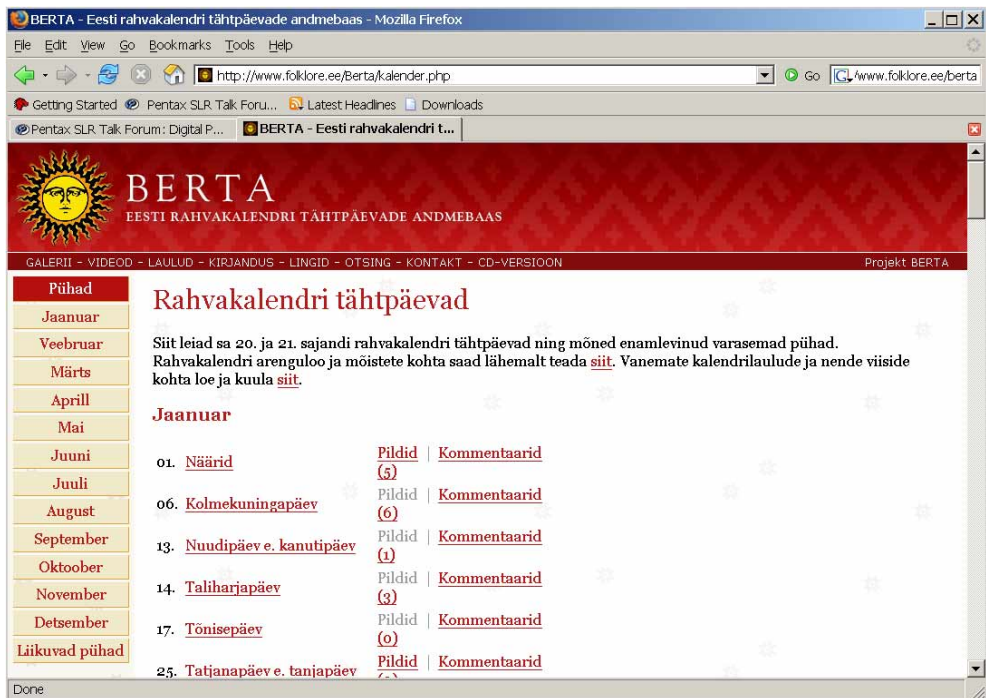 BERTA - Eesti rahvakalendri tähtpäevade andmebaas - Mozilla Firefox
File Edit View Go Bookmarks Tools Help
http://www.folklore.ee/Berta/kalender.php Go /www.folklore.ee/berta
Getting Started Pentax SLR Talk Foru... Latest Headlines Downloads
Pentax SLR Talk Forum: Digital P... BERTA - Eesti rahvakalendri t...
BERTA
EESTI RAHVAKALENDRI TÄHTPÄEVADE ANDMEBAAS
GALERII - VIDEOD - LAULUD - KIRJANDUS - LINGID - OTSING - KONTAKT - CD-VERSIOON Projekt BERTA
Pühad
Jaanuar
Veebruar
Märts
Aprill
Mai
Juuni
Juuli
August
September
Oktoober
November
Detsember
Liikuvad pühad
Rahvakalendri tähtpäevad
Siit leiad sa 20. ja 21. sajandi rahvakalendri tähtpäevad ning mõned enamlevinud varasemad pühad.
Rahvakalendri arenguloo ja mõistete kohta saad lähemalt teada siit. Vanemate kalendrilaulude ja nende viiside
kohta loe ja kuula siit.
Jaanuar
01. Näärid Pildid | Kommentaarid
(5)
06. Kolmekuningapäev Pildid | Kommentaarid
(6)
13. Nuudipäev e. kanutipäev Pildid | Kommentaarid
(1)
14. Taliharjapäev Pildid | Kommentaarid
(3)
17. Tõnisepäev Pildid | Kommentaarid
(0)
25. Tatjanapäev e. tanjapäev Pildid | Kommentaarid
Done